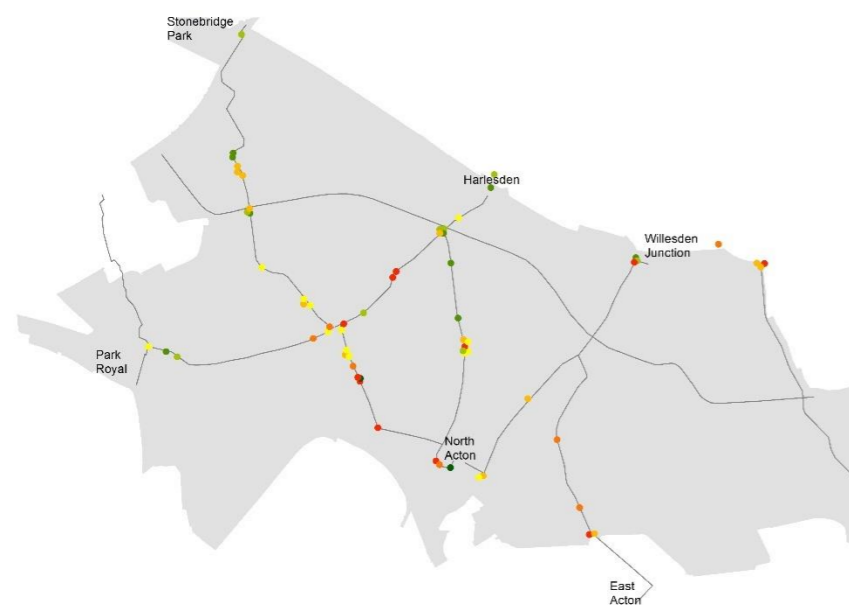 Stonebridge
Park
Harlesden
Willesden
Junction
Park
Royal
North
Acton
East
Acton